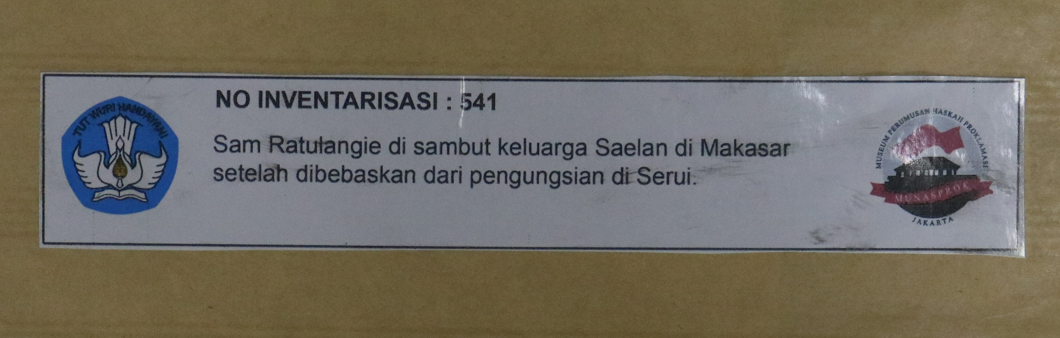 NO INVENTARISASI : 541
Sam Ratulangie di sambut keluarga Saelan di Makasar
setelah dibebaskan dari pengungsian di Serui.
TUT WURI HANDAYANI
MUSEUM PERUMUSAN NASKAH PROKLAMASI
MUNASPROK
JAKARTA